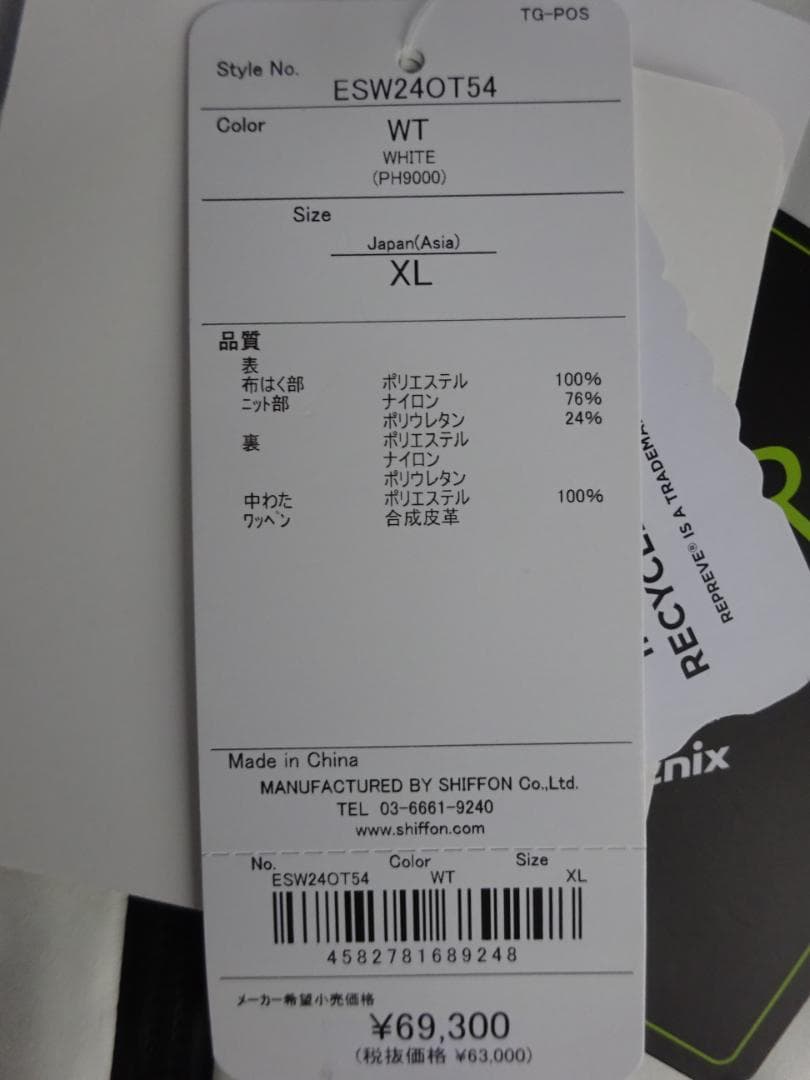 TG-POS
Style No.
ESW24OT54
Color
WT
WHITE
(PH9000)
Size
Japan(Asia)
XL
品質
表
布はく部 ポリエステル 100%
ニット部 ナイロン 76%
ポリウレタン 24%
裏 ポリエステル
ナイロン
ポリウレタン
中わた ポリエステル 100%
ワッペン 合成皮革
Made in China
MANUFACTURED BY SHIFFON Co.,Ltd.
TEL 03-6661-9240
www.shiffon.com
No. Color Size
ESW24OT54 WT XL
4582781689248
メーカー希望小売価格
¥69,300
(税抜価格 ¥63,000)
REPREVE® IS A TRADEMA
RECYCLE
enix
R